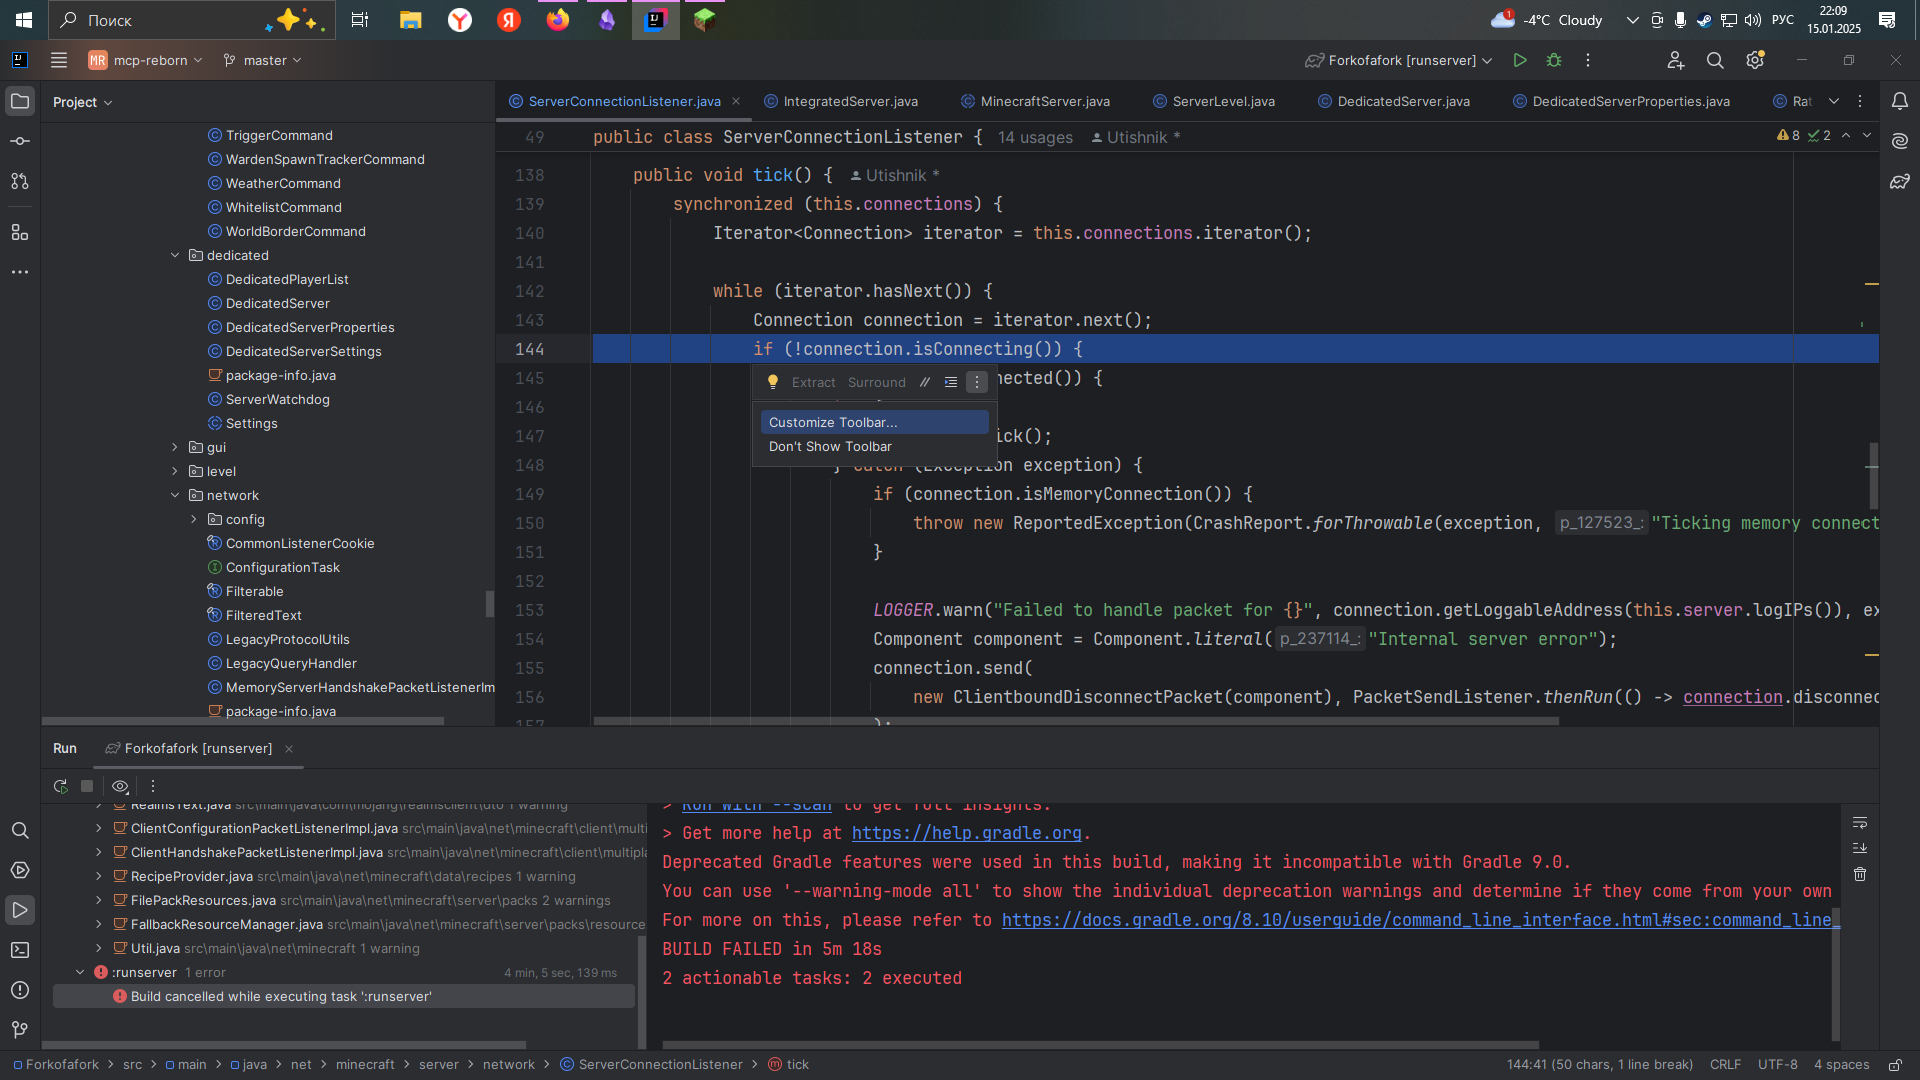 Поиск
1
-4°C Cloudy
РУС
22:09
15.01.2025
MR mcp-reborn
master
Forkofafork [runserver]
Project
TriggerCommand
WardenSpawnTrackerCommand
WeatherCommand
WhitelistCommand
WorldBorderCommand
dedicated
DedicatedPlayerList
DedicatedServer
DedicatedServerProperties
DedicatedServerSettings
package-info.java
ServerWatchdog
Settings
gui
level
network
config
CommonListenerCookie
ConfigurationTask
Filterable
FilteredText
LegacyProtocolUtils
LegacyQueryHandler
MemoryServerHandshakePacketListenerIm
package-info.java
ServerConnectionListener.java
IntegratedServer.java
MinecraftServer.java
ServerLevel.java
DedicatedServer.java
DedicatedServerProperties.java
Rat
49 public class ServerConnectionListener { 14 usages Utishnik *
8 2
138 public void tick() { Utishnik *
139 synchronized (this.connections) {
140 Iterator<Connection> iterator = this.connections.iterator();
141
142 while (iterator.hasNext()) {
143 Connection connection = iterator.next();
144 if (!connection.isConnecting()) {
145 nected()) {
Extract Surround //
146
Customize Toolbar...
147 ick();
Don't Show Toolbar
148 } catch (Exception exception) {
149 if (connection.isMemoryConnection()) {
150 throw new ReportedException(CrashReport.forThrowable(exception, p_127523_: "Ticking memory connect
151 }
152
153 LOGGER.warn("Failed to handle packet for {}", connection.getLoggableAddress(this.server.logIPs()), ex
154 Component component = Component.literal( p_237114_: "Internal server error");
155 connection.send(
156 new ClientboundDisconnectPacket(component), PacketSendListener.thenRun(() -> connection.disconnec
157 );
Run Forkofafork [runserver]
RealmsText.java src\main\java\com\mojang\realmsclient\dto 1 warning
ClientConfigurationPacketListenerImpl.java src\main\java\net\minecraft\client\multi
ClientHandshakePacketListenerImpl.java src\main\java\net\minecraft\client\multipla
RecipeProvider.java src\main\java\net\minecraft\data\recipes 1 warning
FilePackResources.java src\main\java\net\minecraft\server\packs 2 warnings
FallbackResourceManager.java src\main\java\net\minecraft\server\packs\resource
Util.java src\main\java\net\minecraft 1 warning
:runserver 1 error 4 min, 5 sec, 139 ms
Build cancelled while executing task ':runserver'
> Run with --scan to get full insights.
> Get more help at https://help.gradle.org.
Deprecated Gradle features were used in this build, making it incompatible with Gradle 9.0.
You can use '--warning-mode all' to show the individual deprecation warnings and determine if they come from your own
For more on this, please refer to https://docs.gradle.org/8.10/userguide/command_line_interface.html#sec:command_line_
BUILD FAILED in 5m 18s
2 actionable tasks: 2 executed
Forkofafork > src > main > java > net > minecraft > server > network > ServerConnectionListener > tick
144:41 (50 chars, 1 line break) CRLF UTF-8 4 spaces